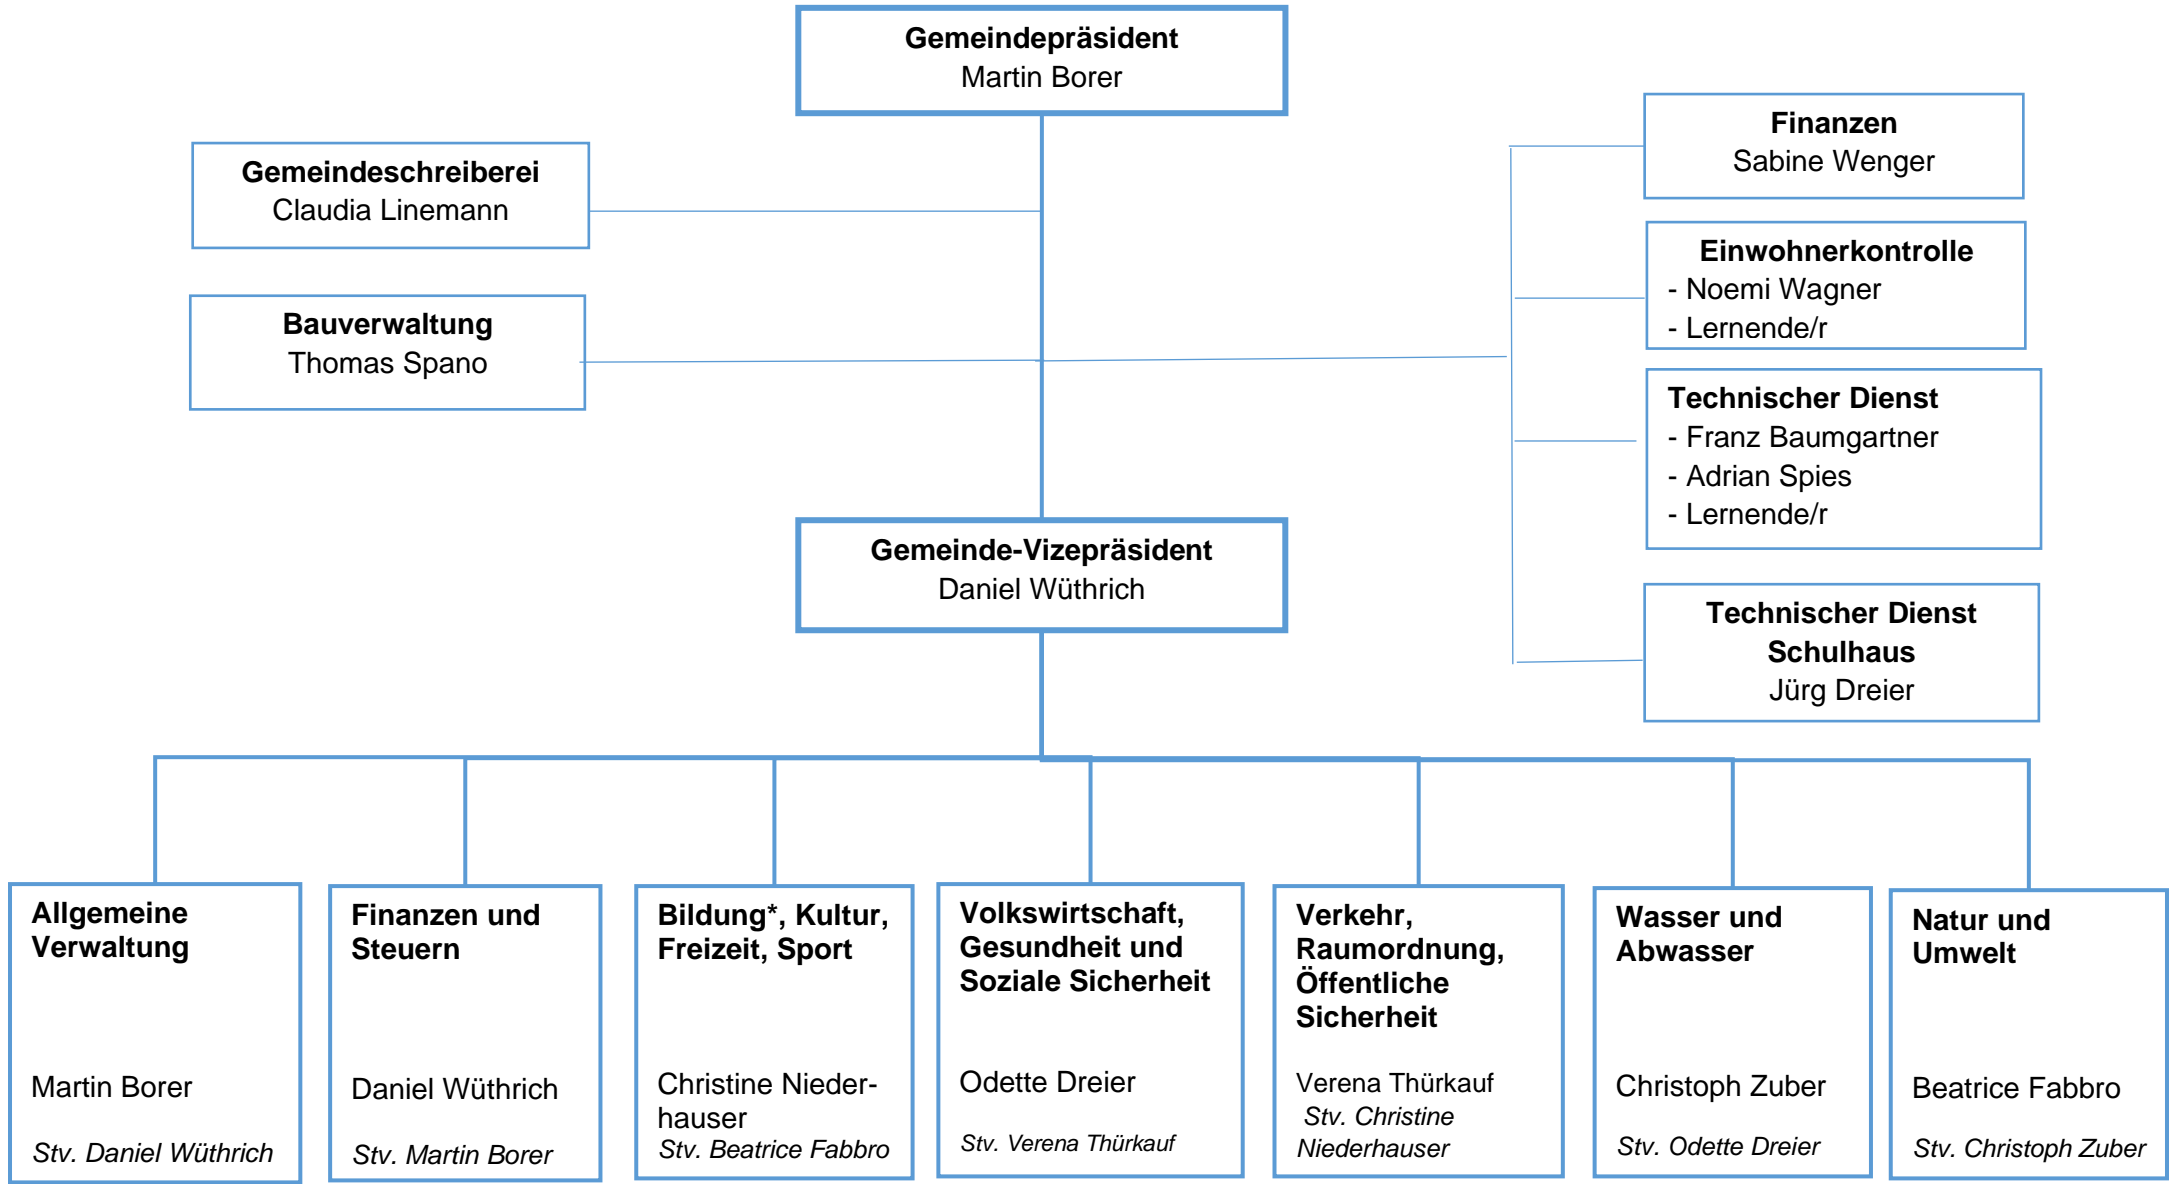 Gemeindepräsident
Martin Borer
Gemeindeschreiberei
Claudia Linemann
Bauverwaltung
Thomas Spano
Finanzen
Sabine Wenger
Einwohnerkontrolle
- Noemi Wagner
- Lernende/r
Technischer Dienst
- Franz Baumgartner
- Adrian Spies
- Lernende/r
Technischer Dienst
Schulhaus
Jürg Dreier
Gemeinde-Vizepräsident
Daniel Wüthrich
Allgemeine
Verwaltung
Martin Borer
Stv. Daniel Wüthrich
Finanzen und
Steuern
Daniel Wüthrich
Stv. Martin Borer
Bildung*, Kultur,
Freizeit, Sport
Christine Nieder-
hauser
Stv. Beatrice Fabbro
Volkswirtschaft,
Gesundheit und
Soziale Sicherheit
Odette Dreier
Stv. Verena Thürkauf
Verkehr,
Raumordnung,
Öffentliche
Sicherheit
Verena Thürkauf
Stv. Christine
Niederhauser
Wasser und
Abwasser
Christoph Zuber
Stv. Odette Dreier
Natur und
Umwelt
Beatrice Fabbro
Stv. Christoph Zuber